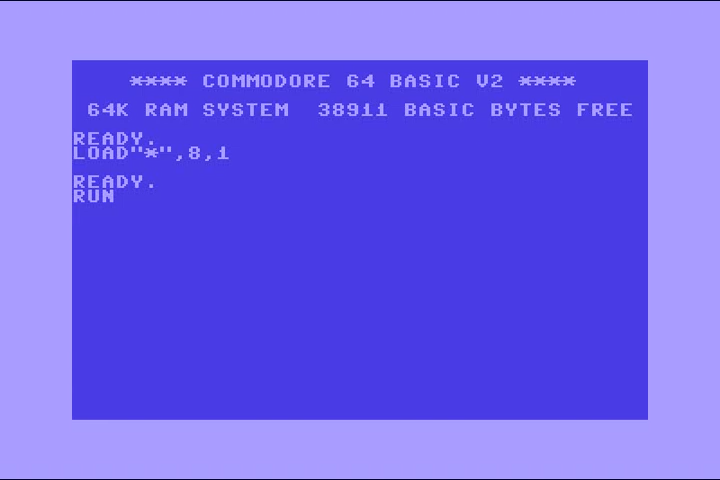 **** COMMODORE 64 BASIC V2 ****
64K RAM SYSTEM  38911 BASIC BYTES FREE
READY.
LOAD"*",8,1
READY.
RUN